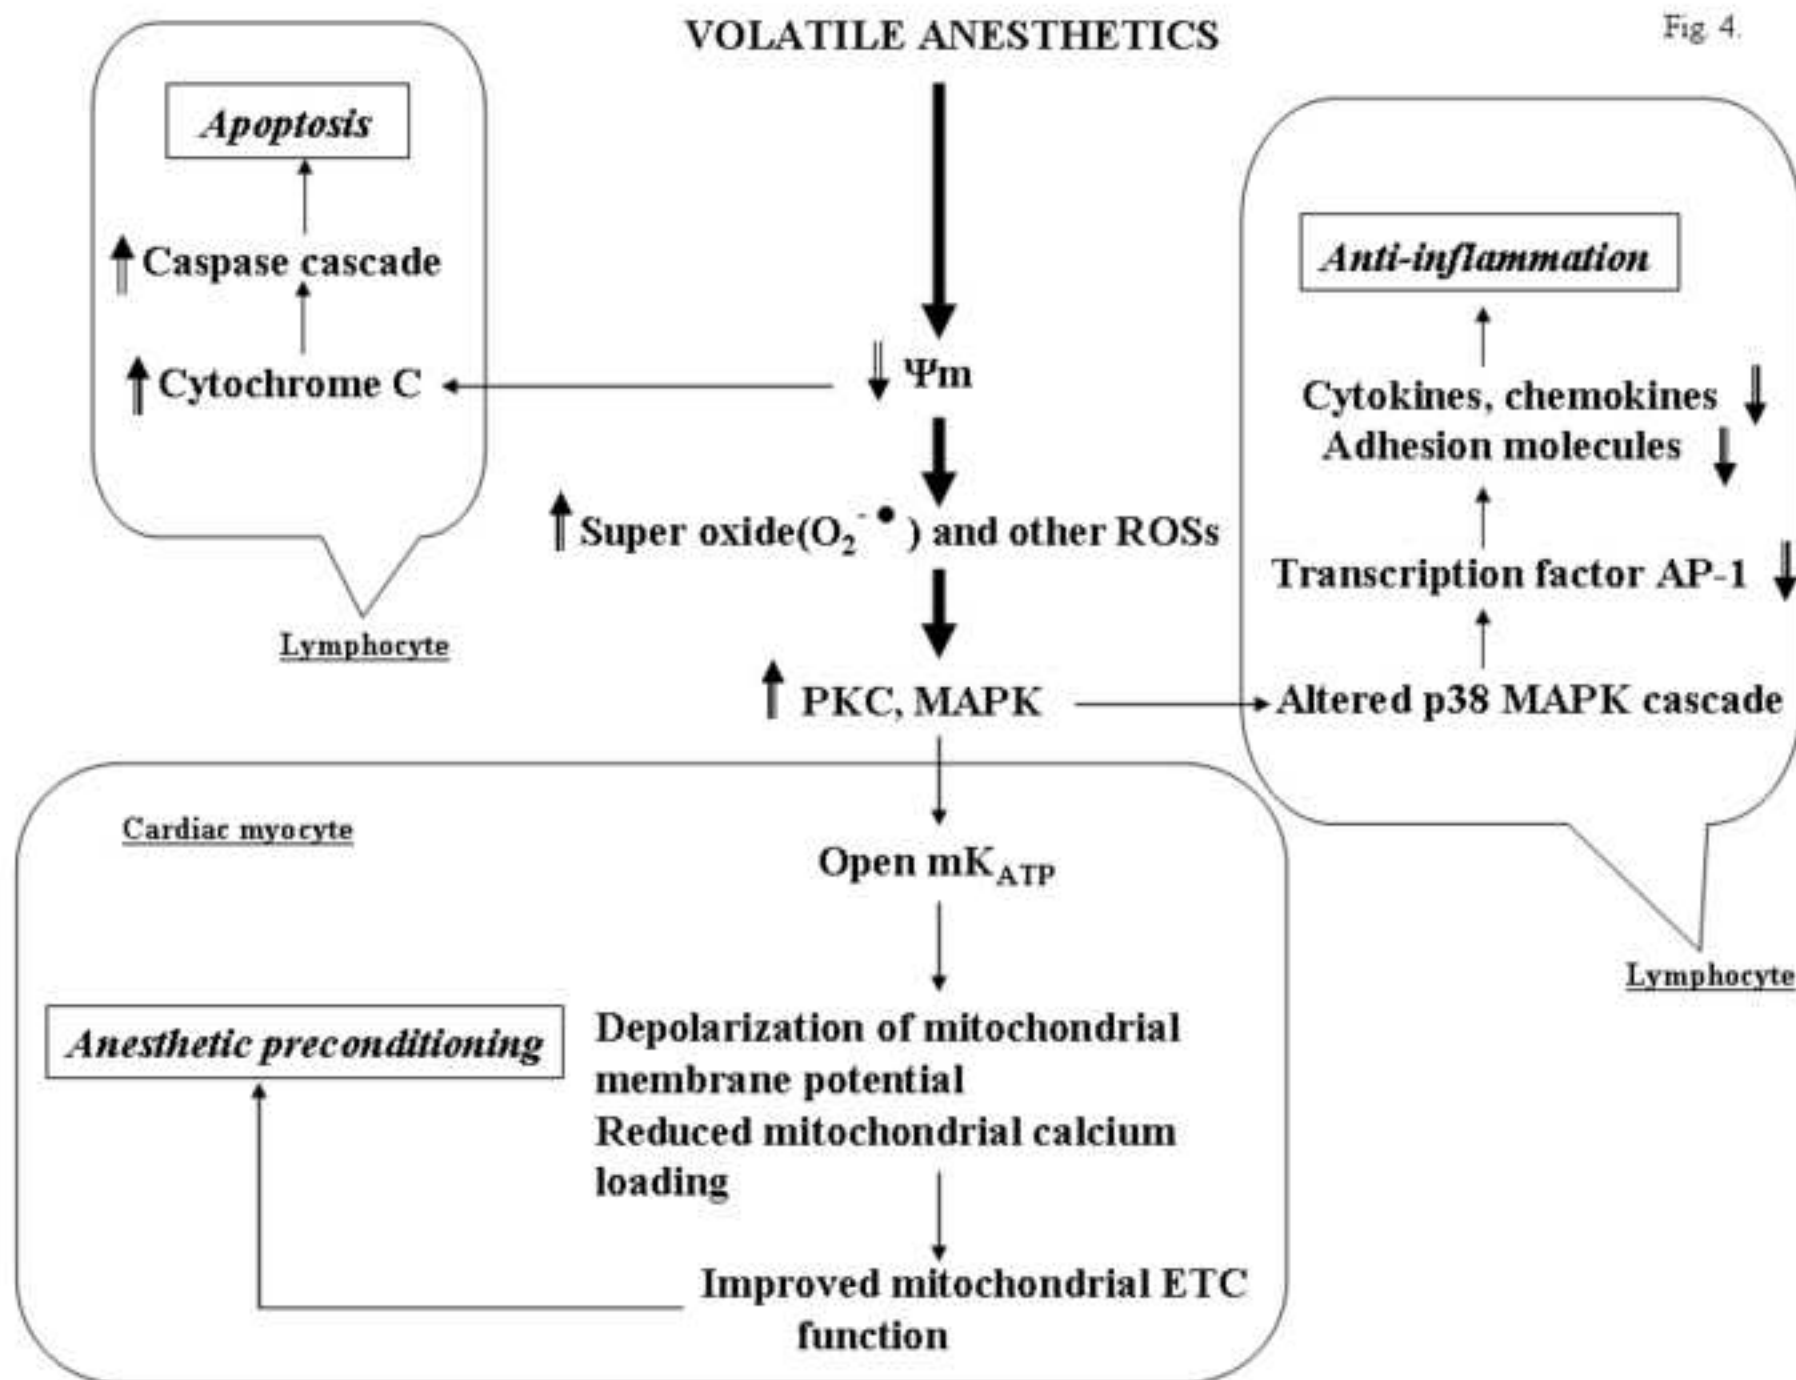 VOLATILE ANESTHETICS
Fig. 4.
Apoptosis
Caspase cascade
Cytochrome C
Lymphocyte
Ψm
Super oxide(O₂⁻•) and other ROSs
PKC, MAPK
Anti-inflammation
Cytokines, chemokines
Adhesion molecules
Transcription factor AP-1
Altered p38 MAPK cascade
Lymphocyte
Cardiac myocyte
Open mK_ATP
Anesthetic preconditioning
Depolarization of mitochondrial
membrane potential
Reduced mitochondrial calcium
loading
Improved mitochondrial ETC
function